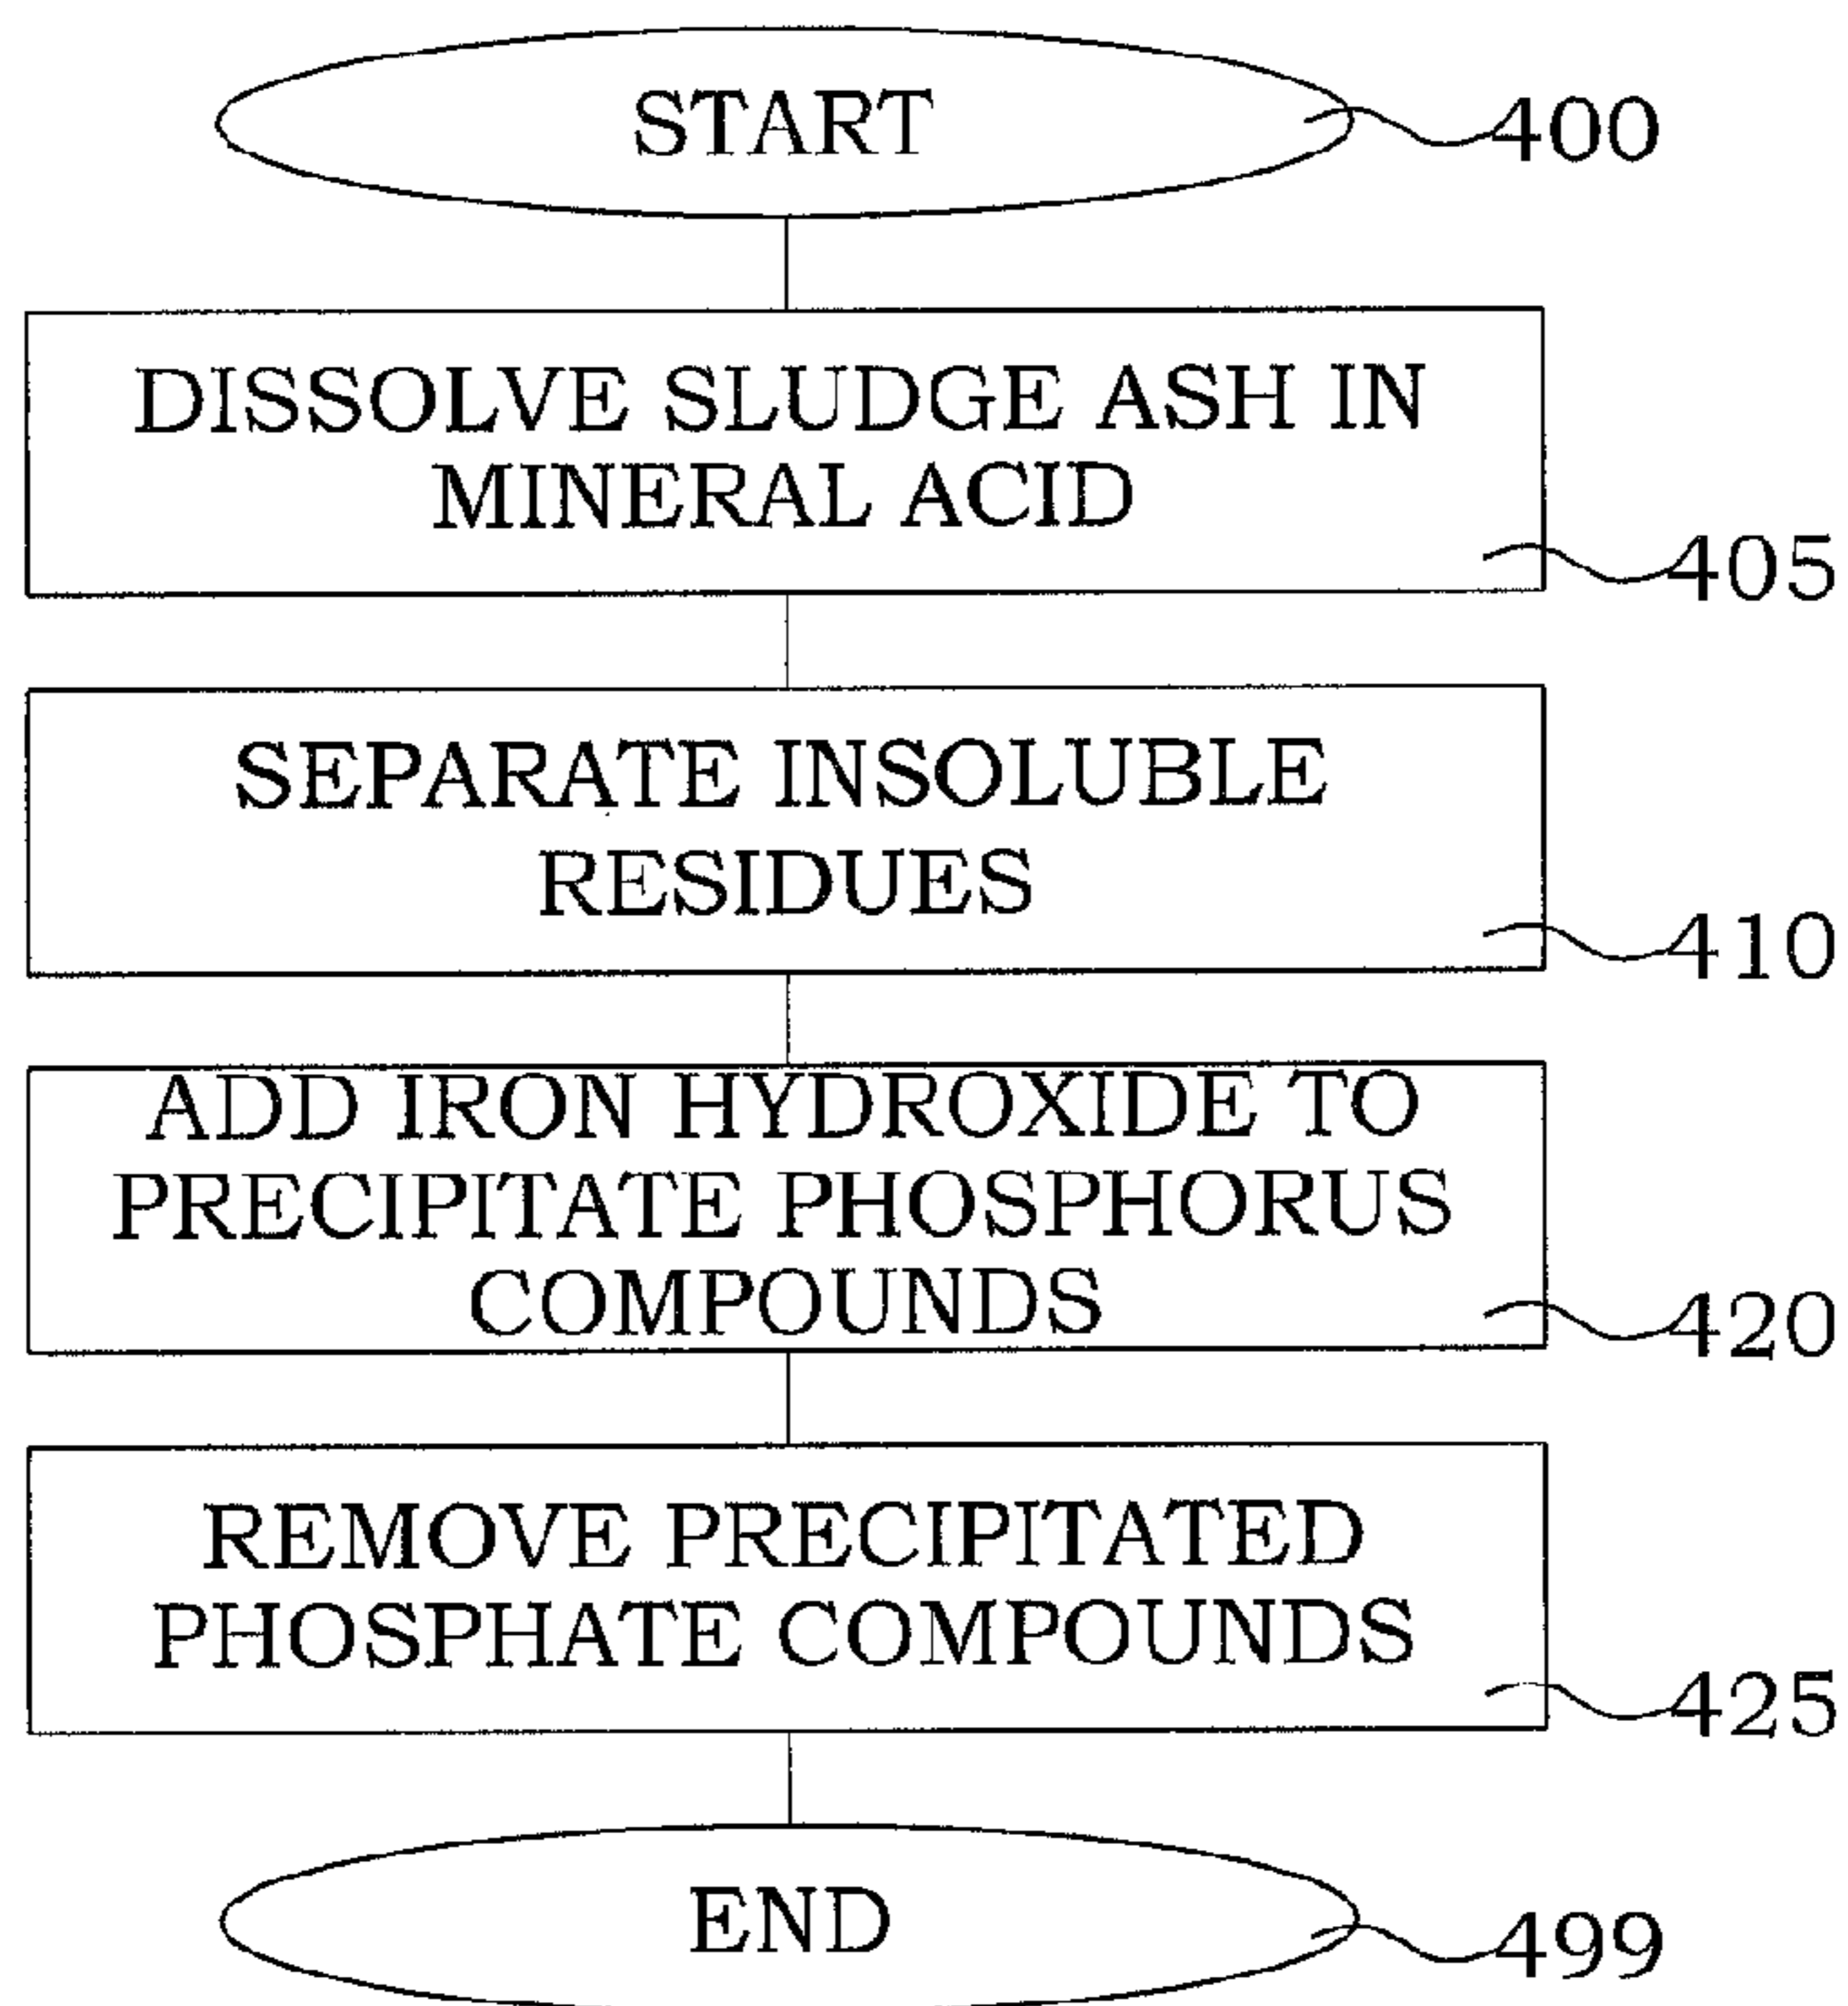 START
400
DISSOLVE SLUDGE ASH IN
MINERAL ACID
405
SEPARATE INSOLUBLE
RESIDUES
410
ADD IRON HYDROXIDE TO
PRECIPITATE PHOSPHORUS
COMPOUNDS
420
REMOVE PRECIPITATED
PHOSPHATE COMPOUNDS
425
END
499